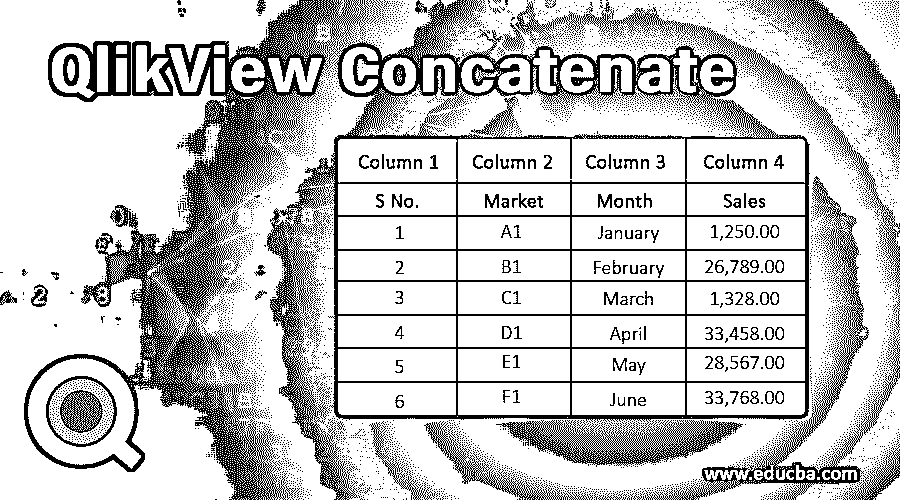 QlikView Concatenate
Column 1 Column 2 Column 3 Column 4
S No. Market Month Sales
1 A1 January 1,250.00
2 B1 February 26,789.00
3 C1 March 1,328.00
4 D1 April 33,458.00
5 E1 May 28,567.00
6 F1 June 33,768.00
www.educba.com